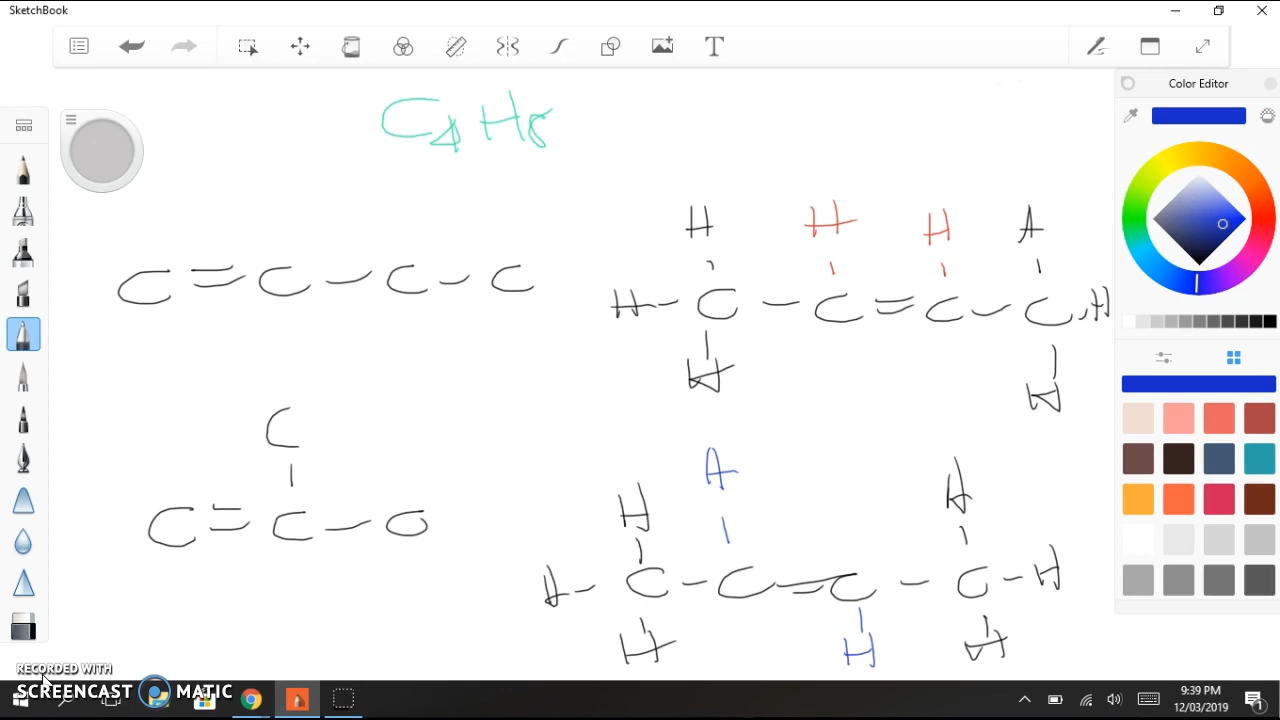 SketchBook
Color Editor
C4H8
H H H H
C = C - C - C
H - C - C = C - C - H
H H
C
H H H
C = C - C
H - C - C = C - C - H
H H H
RECORDED WITH
SCREENCAST MATIC
9:39 PM
12/03/2019